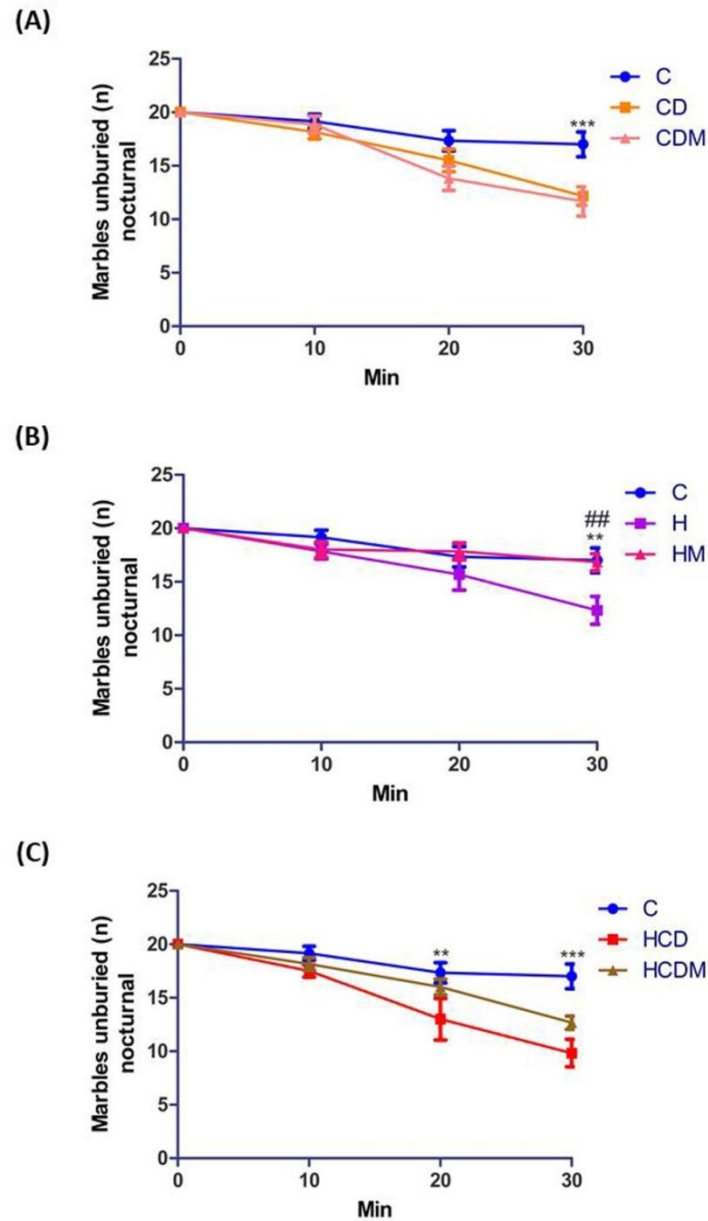 (A)
Marbles unburied (n)
nocturnal
25
20
15
10
5
0
0 10 20 30
Min
***
C
CD
CDM
(B)
Marbles unburied (n)
nocturnal
25
20
15
10
5
0
0 10 20 30
Min
##
**
C
H
HM
(C)
Marbles unburied (n)
nocturnal
25
20
15
10
5
0
0 10 20 30
Min
** ***
C
HCD
HCDM